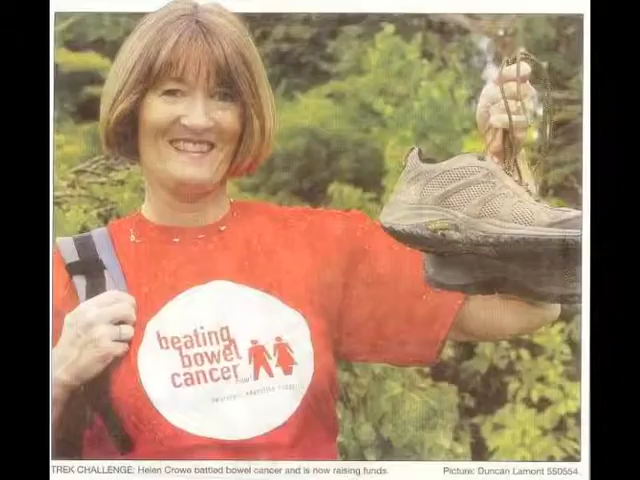 beating
bowel
cancer
TREK CHALLENGE: Helen Crowe battled bowel cancer and is now raising funds.
Picture: Duncan Lamont 550554